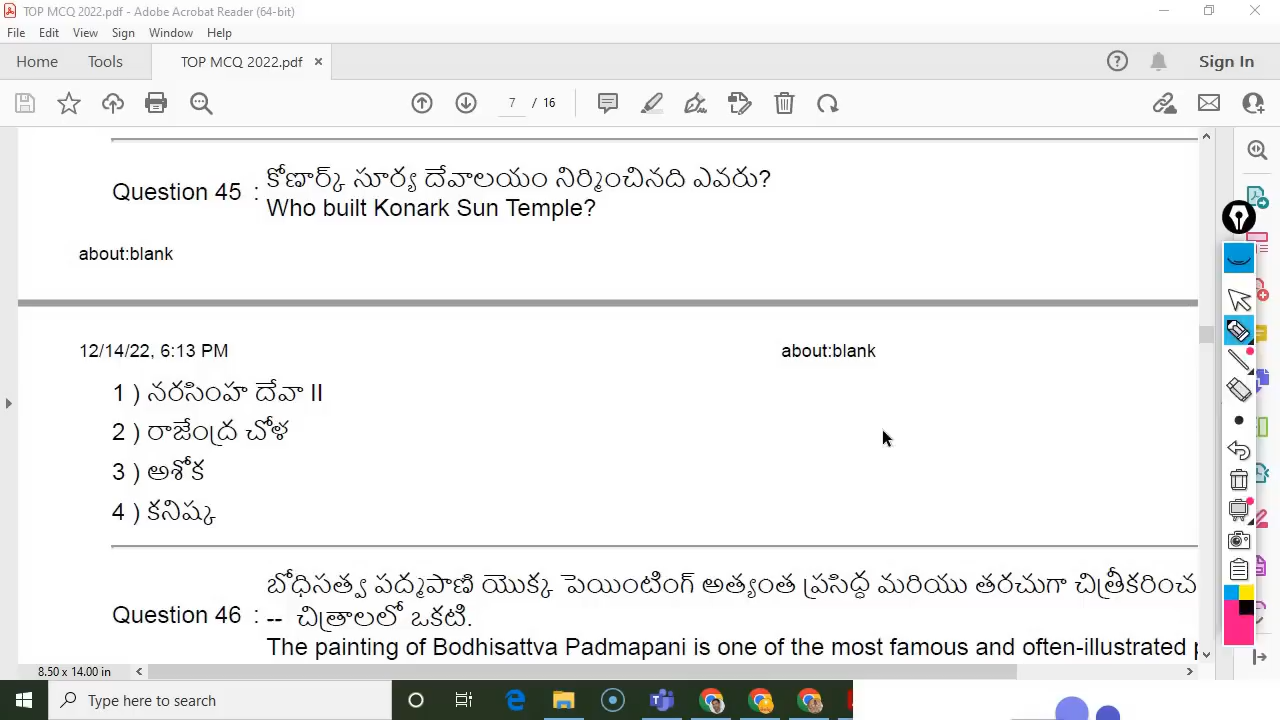 TOP MCQ 2022.pdf - Adobe Acrobat Reader (64-bit)
File Edit View Sign Window Help
Home Tools TOP MCQ 2022.pdf × Sign In
7 / 16
కోణార్క్ సూర్య దేవాలయం నిర్మించినది ఎవరు?
Question 45 :
Who built Konark Sun Temple?
about:blank
12/14/22, 6:13 PM about:blank
1 ) నరసింహ దేవా II
2 ) రాజేంద్ర చోళ
3 ) అశోక
4 ) కనిష్క
బోధిసత్వ పద్మపాణి యొక్క పెయింటింగ్ అత్యంత ప్రసిద్ధ మరియు తరచుగా చిత్రీకరించ
Question 46 : -- చిత్రాలలో ఒకటి.
The painting of Bodhisattva Padmapani is one of the most famous and often-illustrated
8.50 x 14.00 in
Type here to search